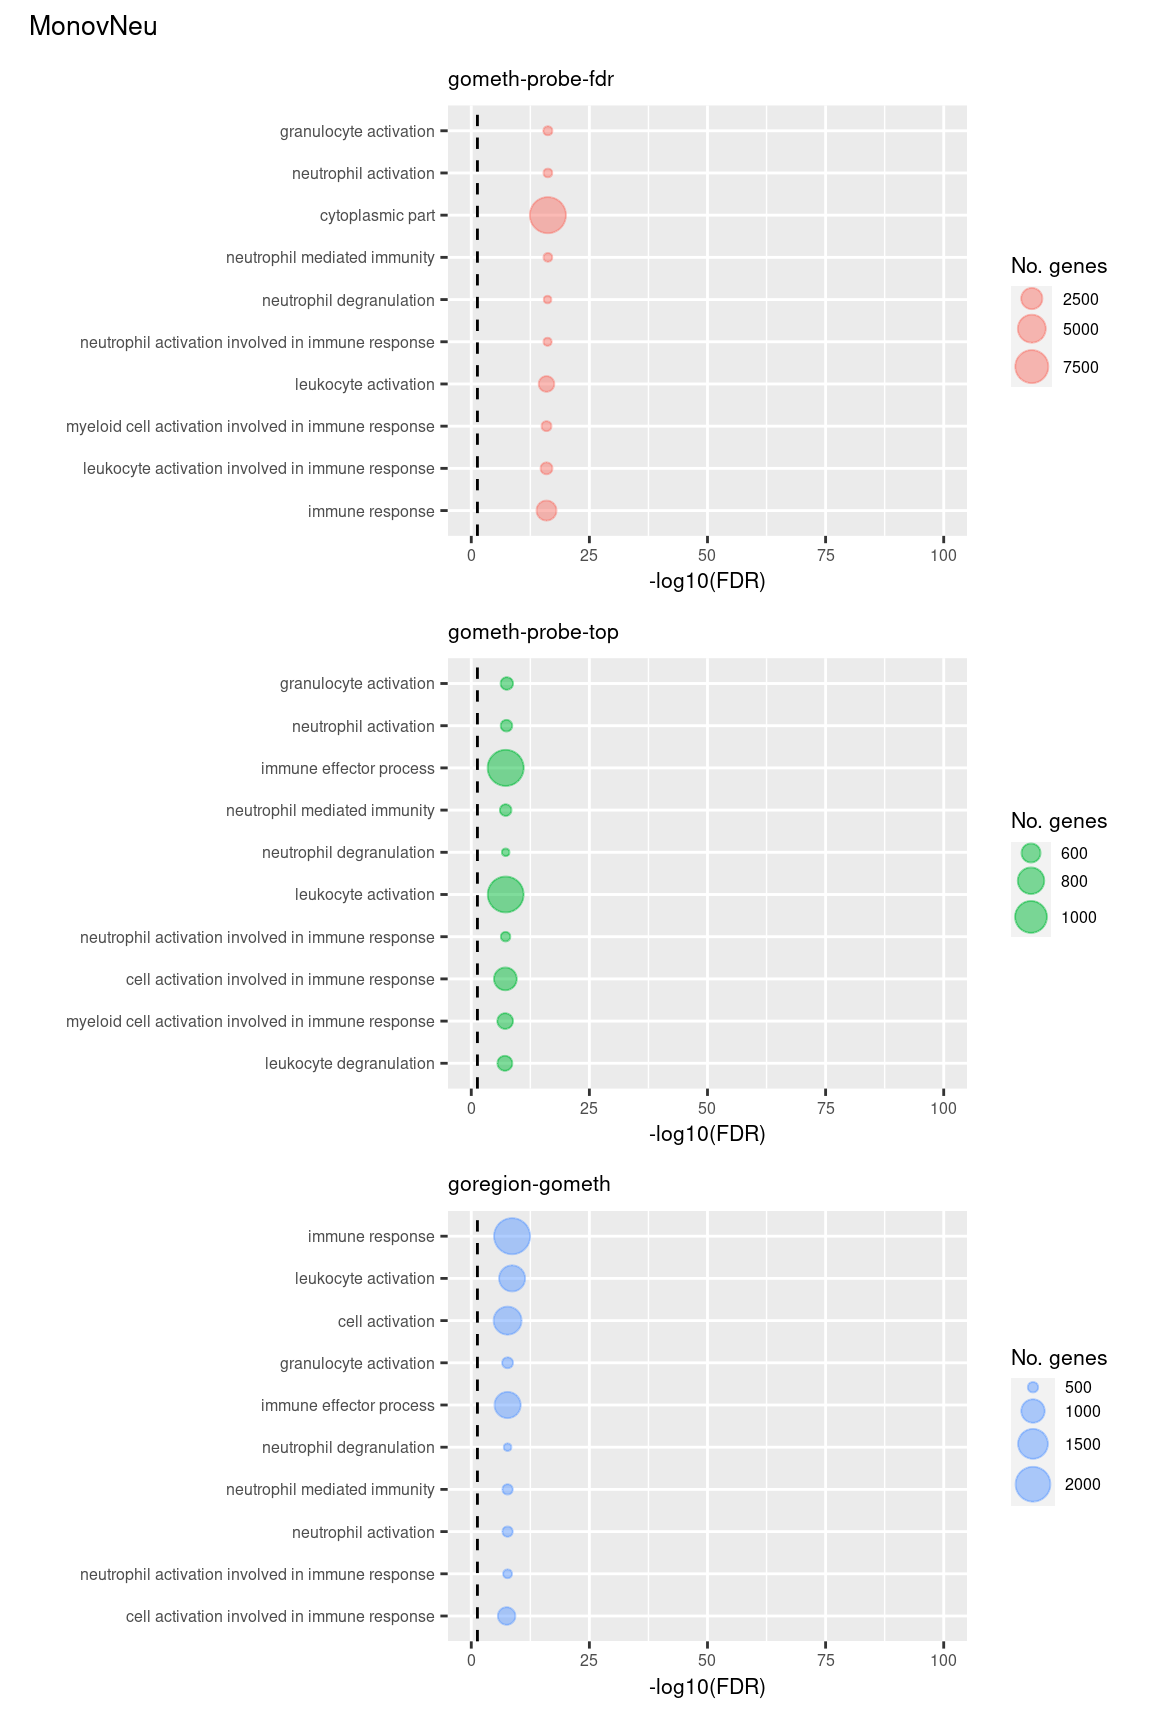 MonovNeu
gometh-probe-fdr
granulocyte activation
neutrophil activation
cytoplasmic part
neutrophil mediated immunity
neutrophil degranulation
neutrophil activation involved in immune response
leukocyte activation
myeloid cell activation involved in immune response
leukocyte activation involved in immune response
immune response
0 25 50 75 100
-log10(FDR)
No. genes
2500
5000
7500
gometh-probe-top
granulocyte activation
neutrophil activation
immune effector process
neutrophil mediated immunity
neutrophil degranulation
leukocyte activation
neutrophil activation involved in immune response
cell activation involved in immune response
myeloid cell activation involved in immune response
leukocyte degranulation
0 25 50 75 100
-log10(FDR)
No. genes
600
800
1000
goregion-gometh
immune response
leukocyte activation
cell activation
granulocyte activation
immune effector process
neutrophil degranulation
neutrophil mediated immunity
neutrophil activation
neutrophil activation involved in immune response
cell activation involved in immune response
0 25 50 75 100
-log10(FDR)
No. genes
500
1000
1500
2000